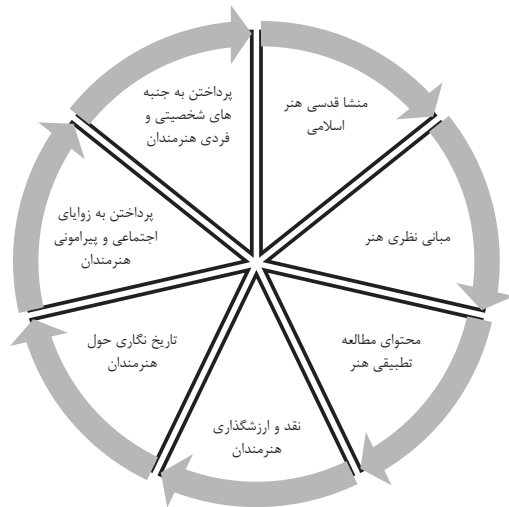 منشا قدسی هنر
اسلامی
مبانی نظری هنر
محتوای مطالعه
تطبیقی هنر
نقد و ارزشگذاری
هنرمندان
تاریخ نگاری حول
هنرمندان
پرداختن به زوایای
اجتماعی و پیرامونی
هنرمندان
پرداختن به جنبه
های شخصیتی و
فردی هنرمندان